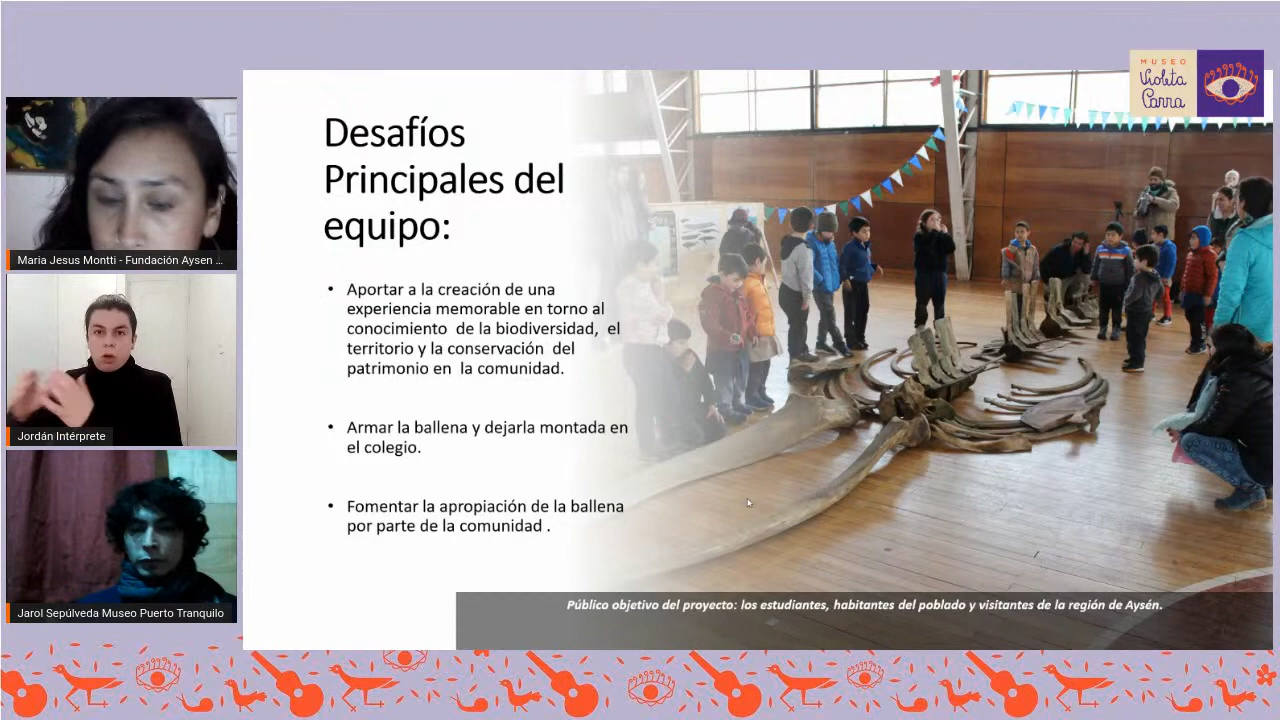 MUSEO
Violeta
Parra
Desafíos
Principales del
equipo:
• Aportar a la creación de una
experiencia memorable en torno al
conocimiento de la biodiversidad, el
territorio y la conservación del
patrimonio en la comunidad.
• Armar la ballena y dejarla montada en
el colegio.
• Fomentar la apropiación de la ballena
por parte de la comunidad .
Público objetivo del proyecto: los estudiantes, habitantes del poblado y visitantes de la región de Aysén.
Maria Jesus Montti - Fundación Aysen ...
Jordán Intérprete
Jarol Sepúlveda Museo Puerto Tranquilo